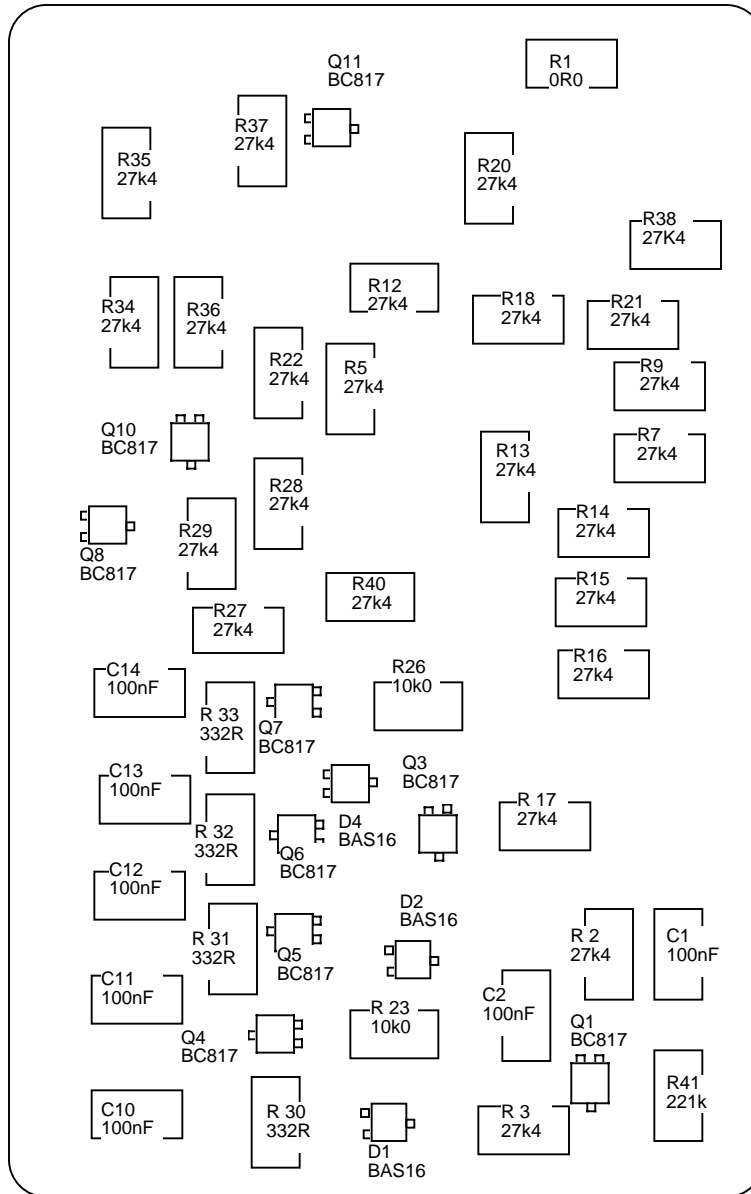 Q11
BC817
R1
0R0
R37
27k4
R35
27k4
R20
27k4
R38
27K4
R12
27k4
R34
27k4
R36
27k4
R18
27k4
R21
27k4
R22
27k4
R5
27k4
R9
27k4
Q10
BC817
R13
27k4
R7
27k4
R28
27k4
R29
27k4
R14
27k4
Q8
BC817
R40
27k4
R15
27k4
R27
27k4
R16
27k4
C14
100nF
R26
10k0
R 33
332R
Q7
BC817
Q3
BC817
C13
100nF
R 17
27k4
D4
BAS16
R 32
332R
Q6
BC817
C12
100nF
D2
BAS16
R 31
332R
Q5
BC817
R 2
27k4
C1
100nF
C11
100nF
C2
100nF
R 23
10k0
Q1
BC817
Q4
BC817
R41
221k
C10
100nF
R 30
332R
R 3
27k4
D1
BAS16